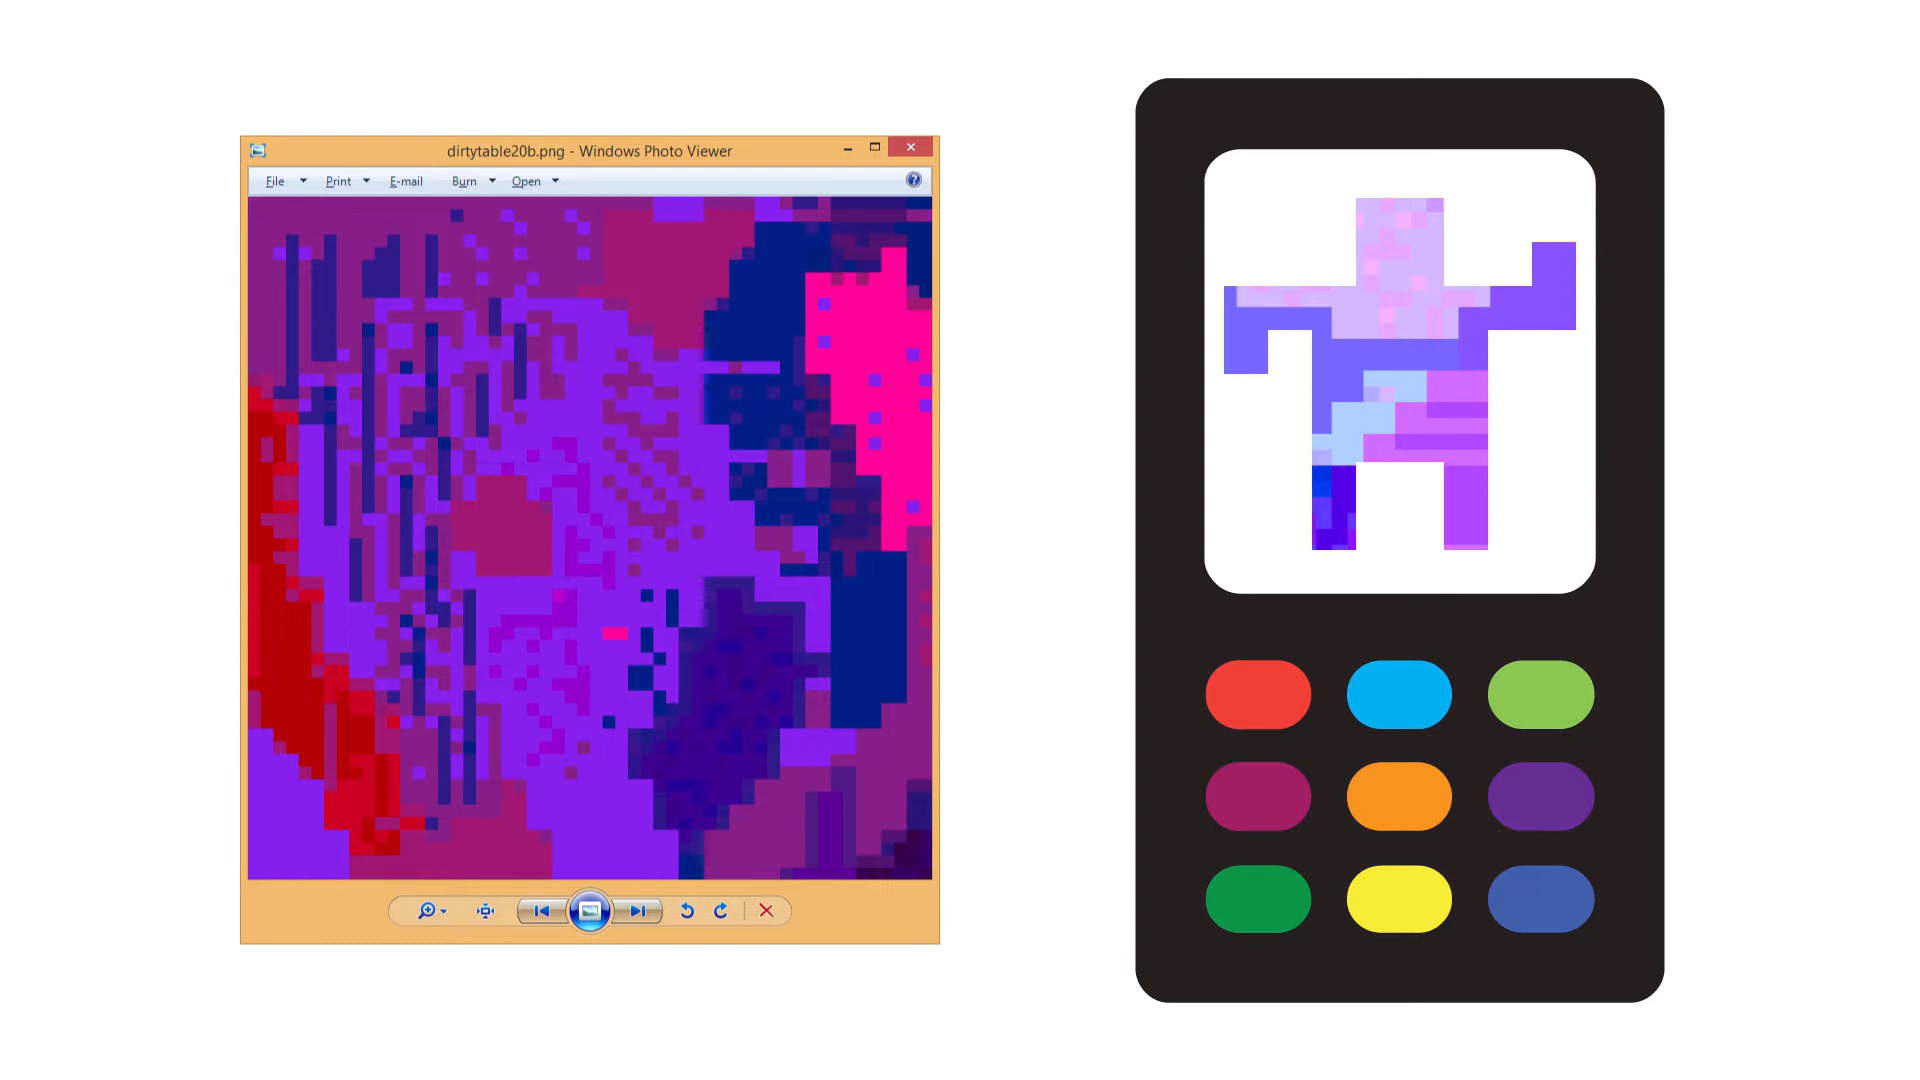 dirtytable20b.png - Windows Photo Viewer
File Print E-mail Burn Open ?